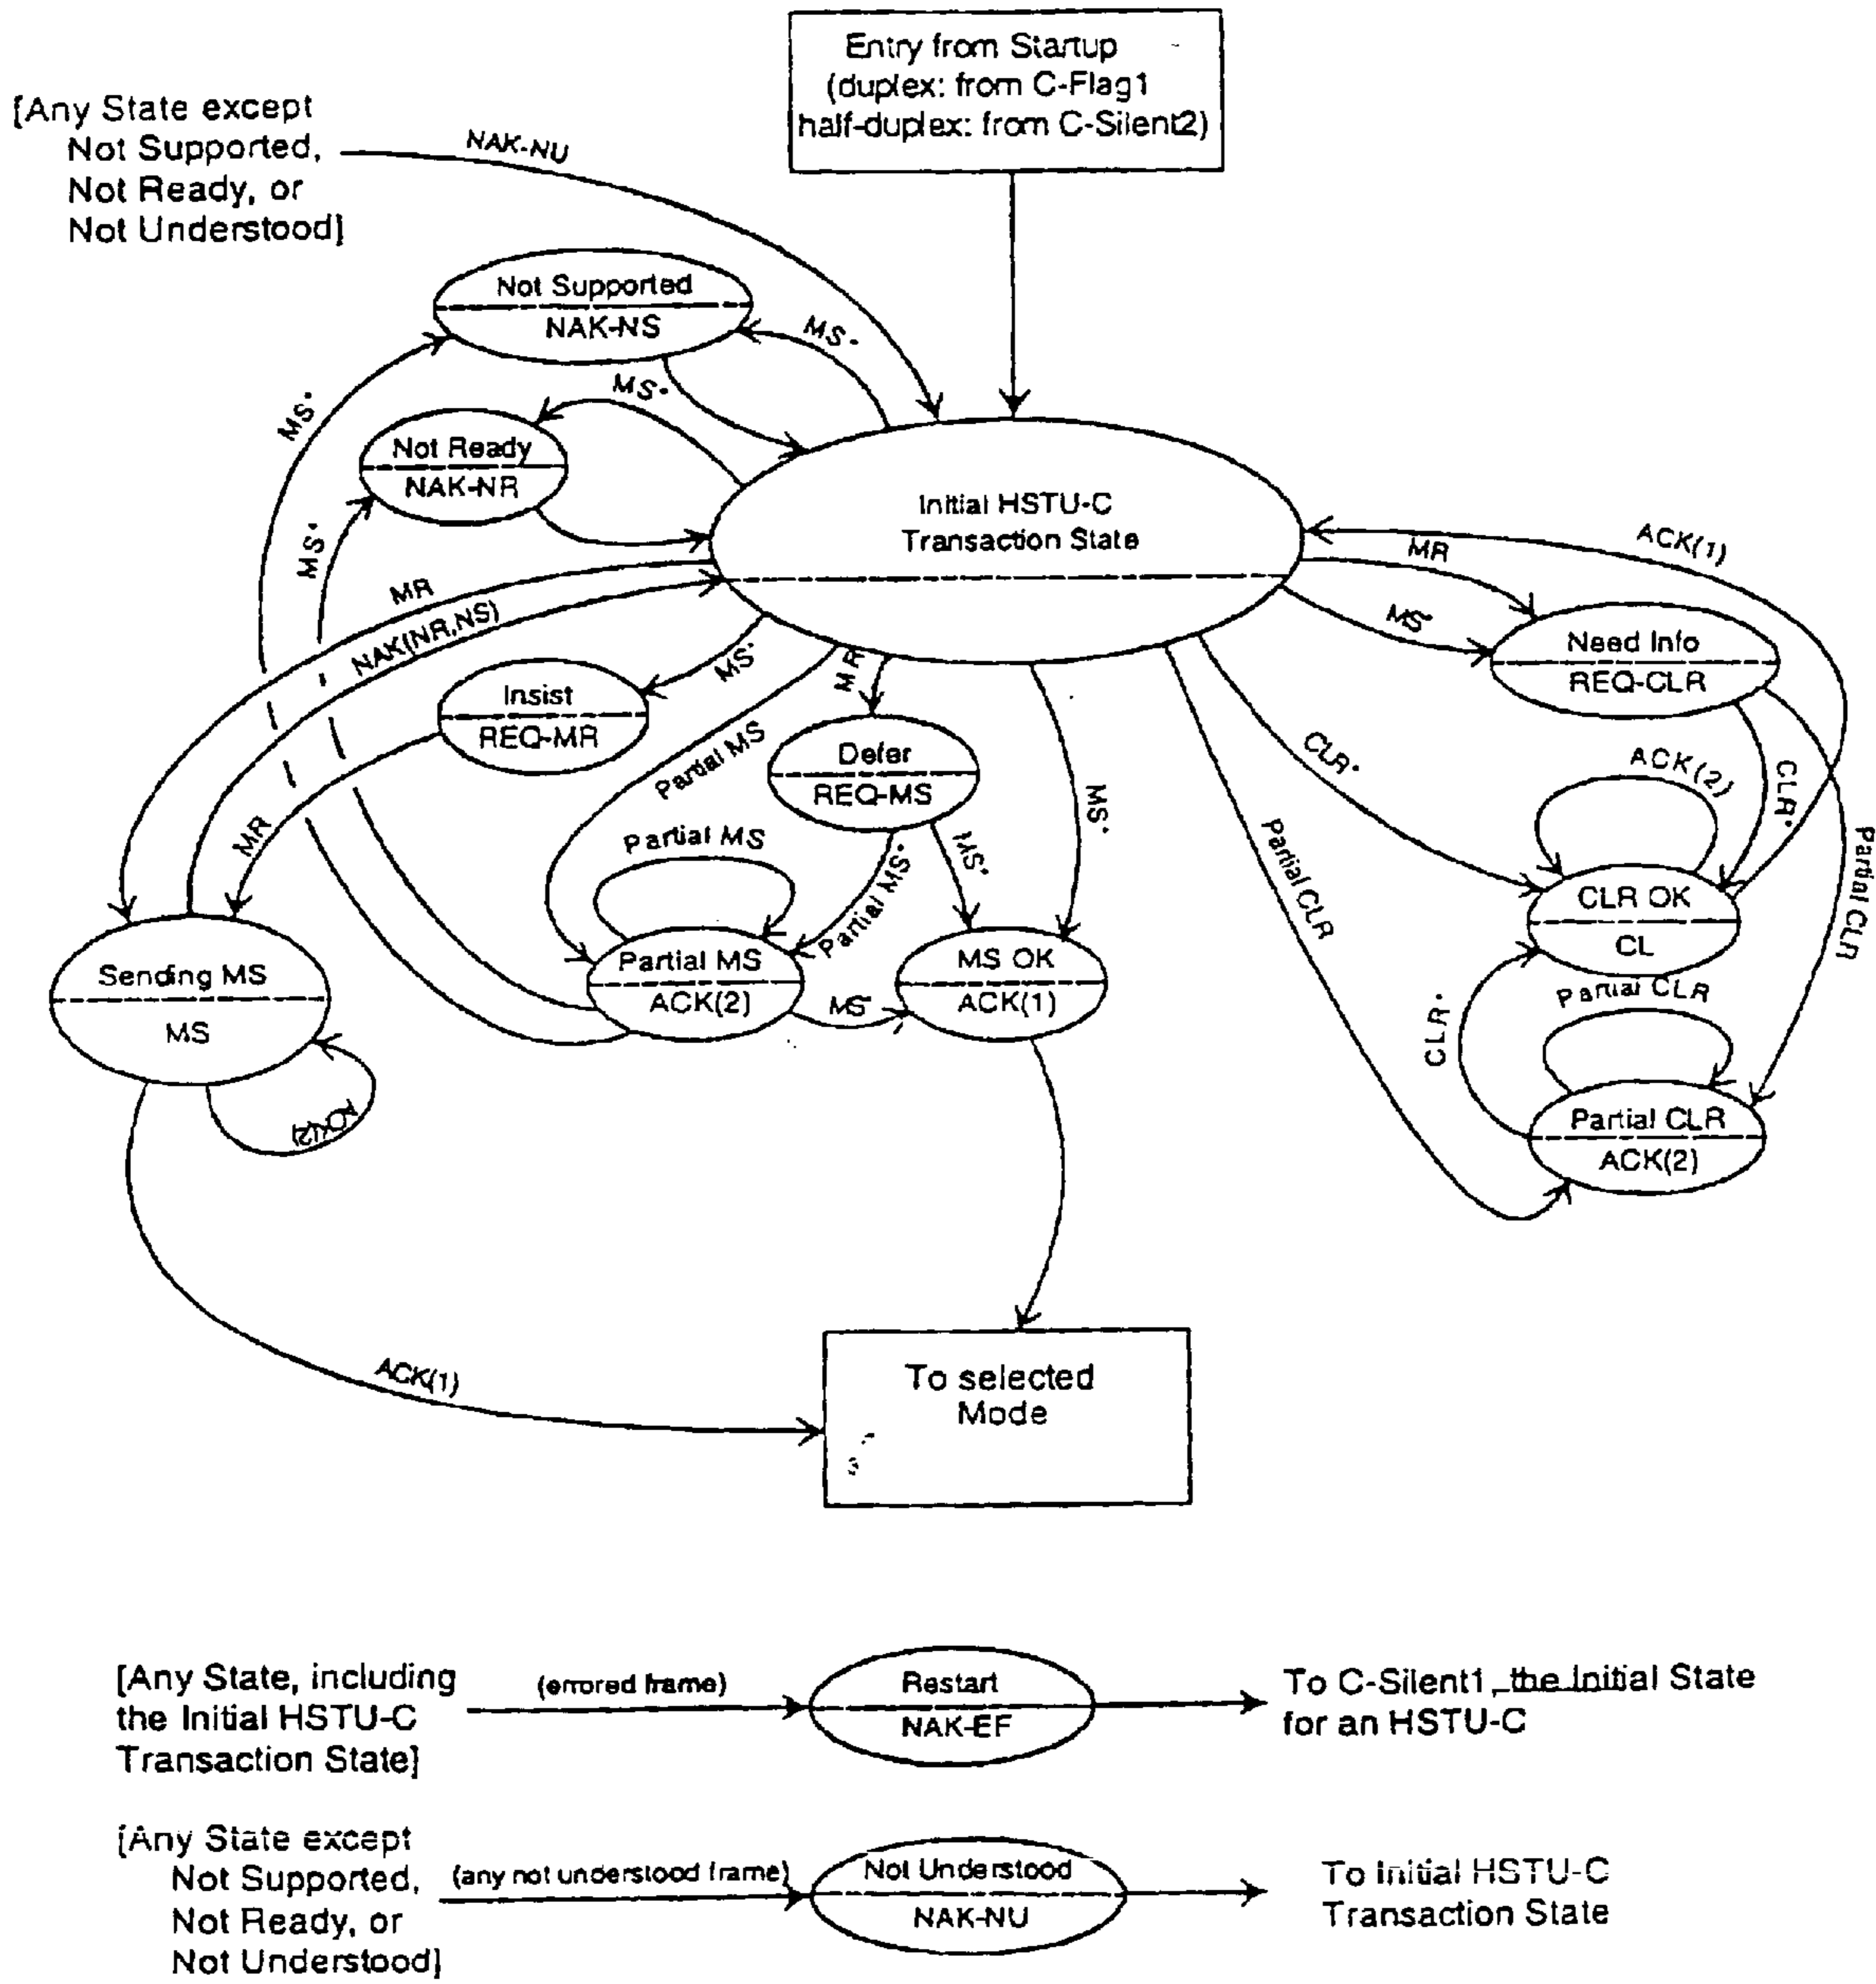 Entry from Startup
(duplex: from C-Flag1
half-duplex: from C-Silent2)
[Any State except
Not Supported,
Not Ready, or
Not Understood]
NAK-NU
Not Supported
NAK-NS
MS*
MS*
MS*
Not Ready
NAK-NR
MS*
Initial HSTU-C
Transaction State
MR
NAK(NR,NS)
ACK(1)
MR
MS*
Need Info
REQ-CLR
MS*
Insist
REQ-MR
MR
Partial MS
MR
Defer
REQ-MS
MS*
CLR*
Partial CLR
ACK(2)
CLR*
Partial CLR
Partial MS
Partial MS*
MS*
CLR OK
CL
Sending MS
MS
Partial MS
ACK(2)
MS
MS OK
ACK(1)
Partial CLR
CLR*
ACK(2)
Partial CLR
ACK(2)
ACK(1)
To selected
Mode
[Any State, including
the Initial HSTU-C
Transaction State]
(errored frame)
Restart
NAK-EF
To C-Silent1, the Initial State
for an HSTU-C
[Any State except
Not Supported,
Not Ready, or
Not Understood]
(any not understood frame)
Not Understood
NAK-NU
To Initial HSTU-C
Transaction State